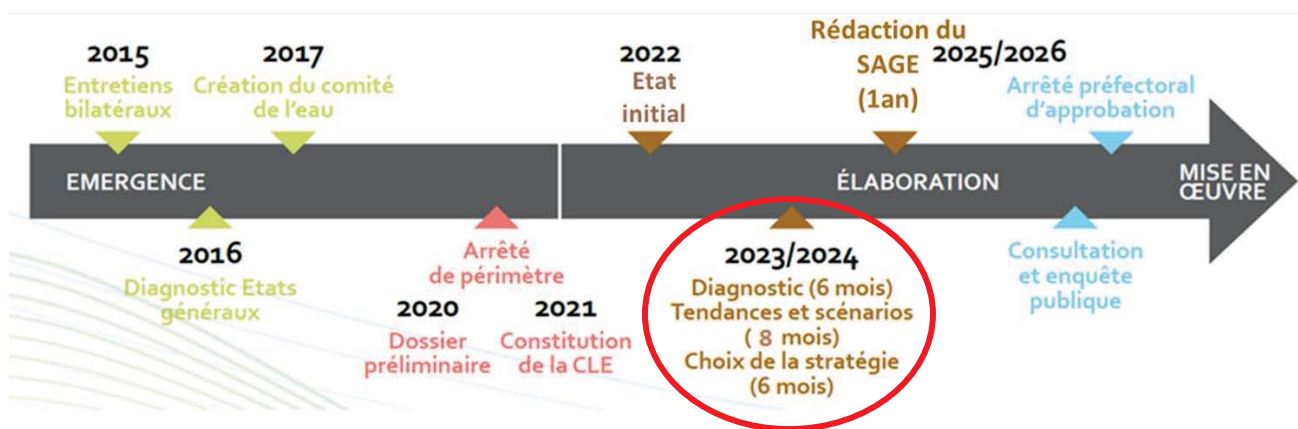 2015
Entretiens
bilatéraux
2017
Création du comité
de l'eau
2022
Etat
initial
Rédaction du
SAGE
(1an)
2025/2026
Arrêté préfectoral
d'approbation
EMERGENCE
ÉLABORATION
MISE EN
ŒUVRE
2016
Diagnostic Etats
généraux
Arrêté
de périmètre
2020
Dossier
préliminaire
2021
Constitution
de la CLE
2023/2024
Diagnostic (6 mois)
Tendances et scénarios
( 8 mois)
Choix de la stratégie
(6 mois)
Consultation
et enquête
publique